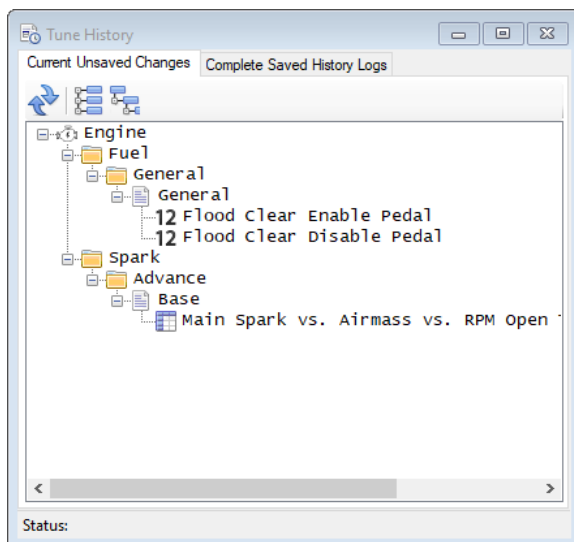 Tune History
Current Unsaved Changes Complete Saved History Logs
Engine
Fuel
General
General
12 Flood Clear Enable Pedal
12 Flood Clear Disable Pedal
Spark
Advance
Base
Main Spark vs. Airmass vs. RPM Open
Status: